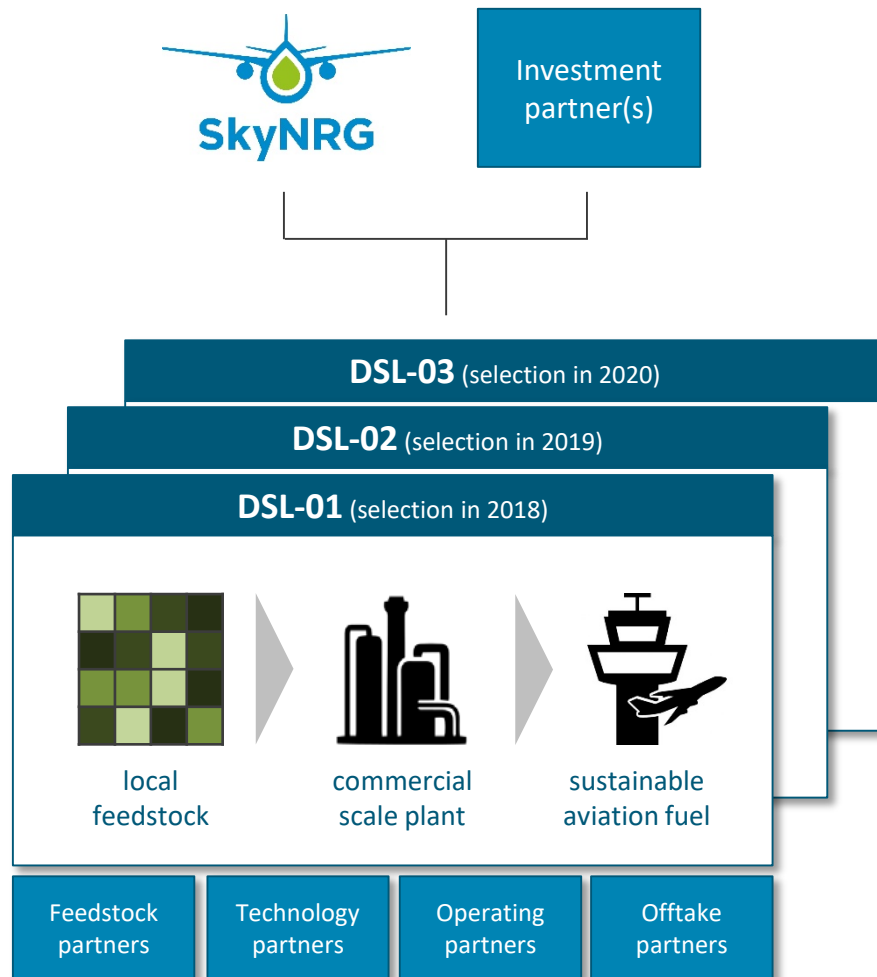 SkyNRG
Investment
partner(s)
DSL-03 (selection in 2020)
DSL-02 (selection in 2019)
DSL-01 (selection in 2018)
local
feedstock
commercial
scale plant
sustainable
aviation fuel
Feedstock
partners
Technology
partners
Operating
partners
Offtake
partners